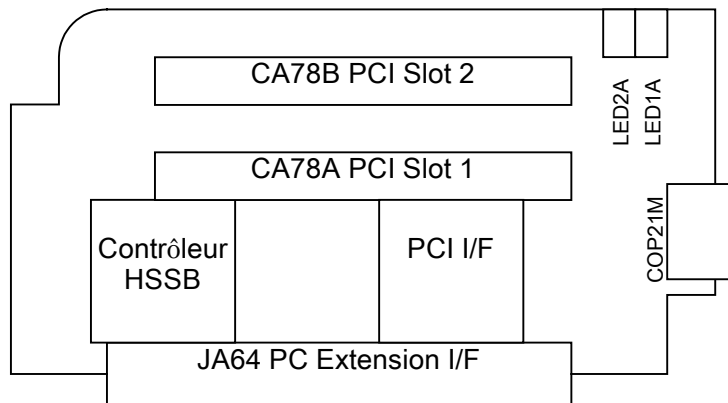 CA78B PCI Slot 2
LED2A
LED1A
CA78A PCI Slot 1
Contrôleur
HSSB
PCI I/F
COP21M
JA64 PC Extension I/F